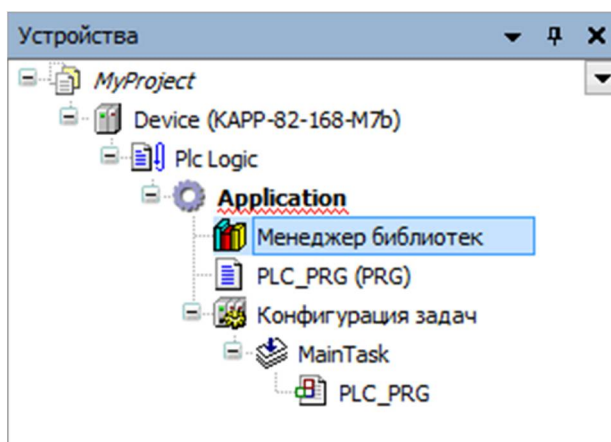 Устройства
MyProject
Device (KAPP-82-168-M7b)
Plc Logic
Application
Менеджер библиотек
PLC_PRG (PRG)
Конфигурация задач
MainTask
PLC_PRG